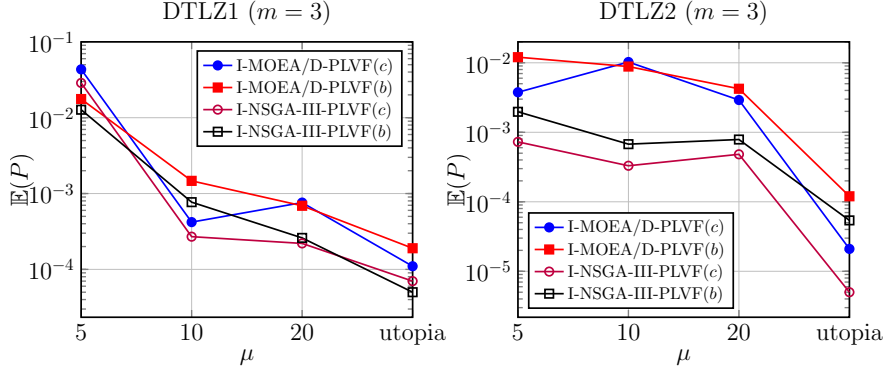 DTLZ1 (m = 3)
10⁻¹
10⁻²
10⁻³
10⁻⁴
𝔼(P)
I-MOEA/D-PLVF(c)
I-MOEA/D-PLVF(b)
I-NSGA-III-PLVF(c)
I-NSGA-III-PLVF(b)
5 10 20 utopia
μ
DTLZ2 (m = 3)
10⁻²
10⁻³
10⁻⁴
10⁻⁵
𝔼(P)
I-MOEA/D-PLVF(c)
I-MOEA/D-PLVF(b)
I-NSGA-III-PLVF(c)
I-NSGA-III-PLVF(b)
5 10 20 utopia
μ